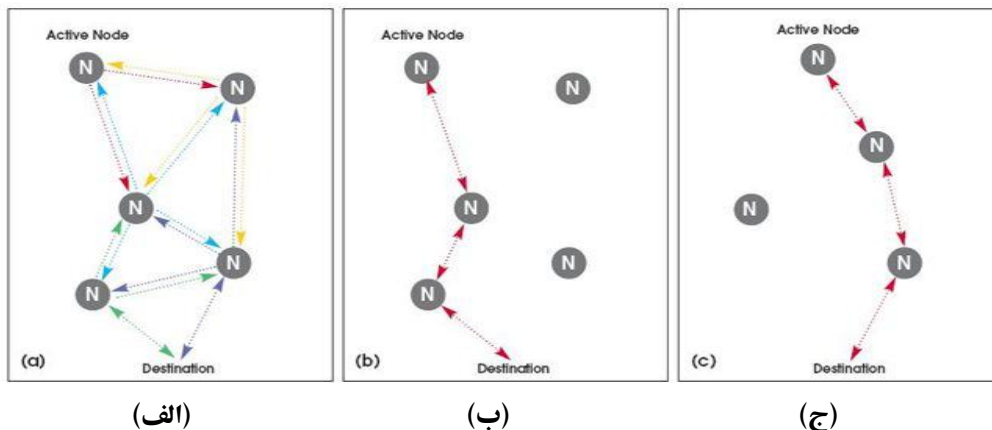 Active Node
N
N
N
N
N
(a)
Destination
Active Node
N
N
N
N
N
(b)
Destination
Active Node
N
N
N
N
(c)
Destination
(الف)
(ب)
(ج)